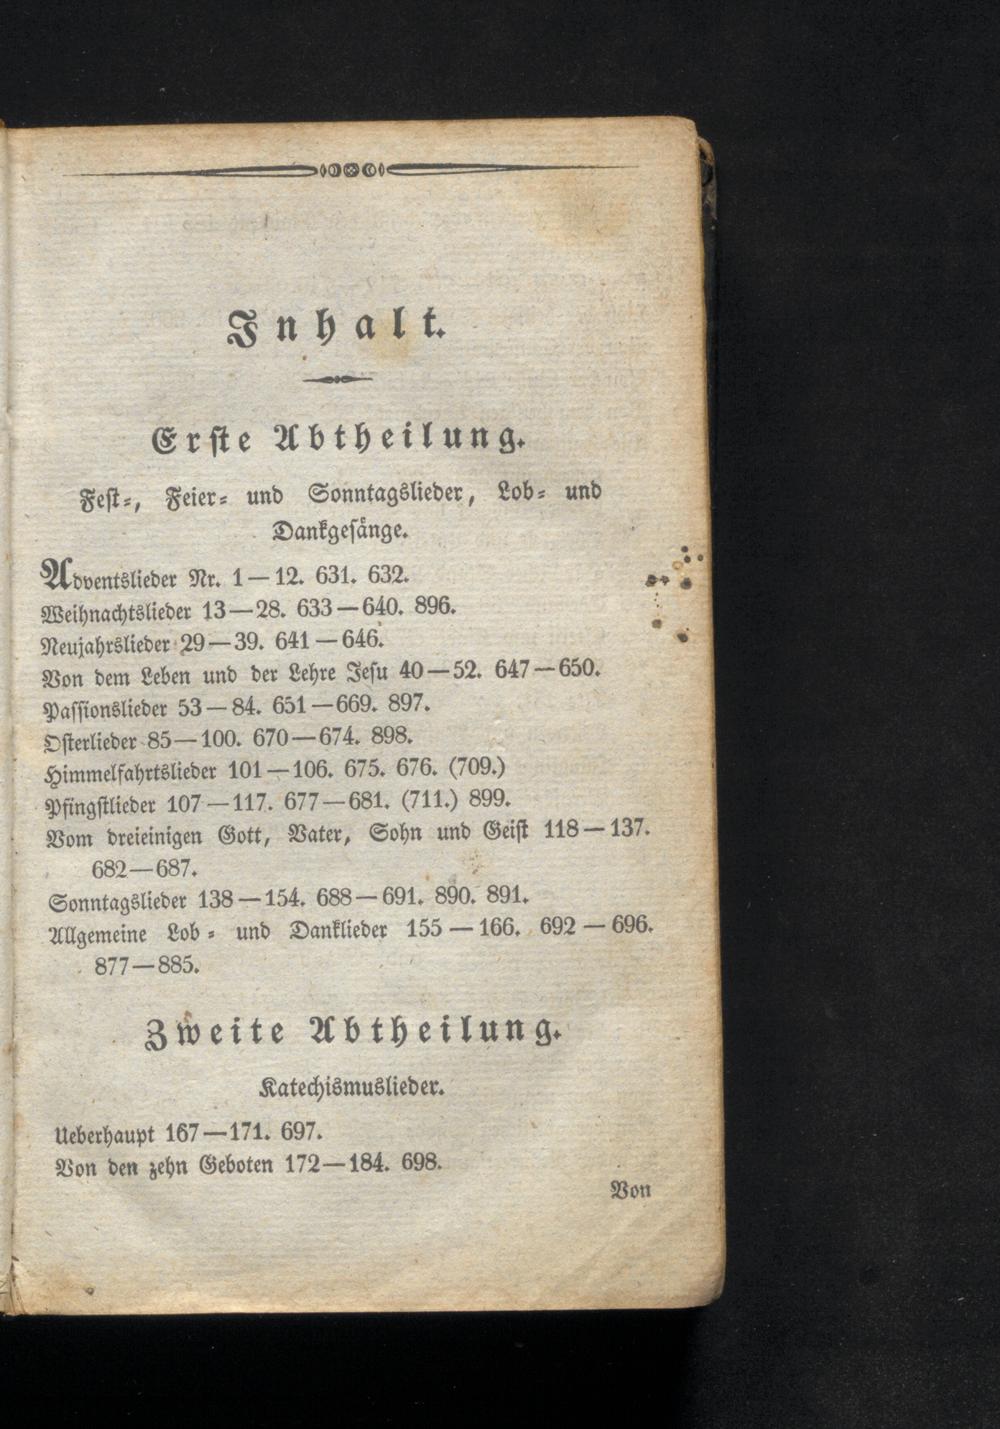 Inhalt.
Erste Abtheilung.
Fest-, Feier- und Sonntagslieder, Lob- und
Dankgesänge.
Adventslieder Nr. 1—12. 631. 632.
Weihnachtslieder 13—28. 633—640. 896.
Neujahrslieder 29—39. 641—646.
Von dem Leben und der Lehre Jesu 40—52. 647—650.
Passionslieder 53—84. 651—669. 897.
Osterlieder 85—100. 670—674. 898.
Himmelfahrtslieder 101—106. 675. 676. (709.)
Pfingstlieder 107—117. 677—681. (711.) 899.
Vom dreieinigen Gott, Vater, Sohn und Geist 118—137.
682—687.
Sonntagslieder 138—154. 688—691. 890. 891.
Allgemeine Lob- und Danklieder 155—166. 692—696.
877—885.
Zweite Abtheilung.
Katechismuslieder.
Ueberhaupt 167—171. 697.
Von den zehn Geboten 172—184. 698.
Von